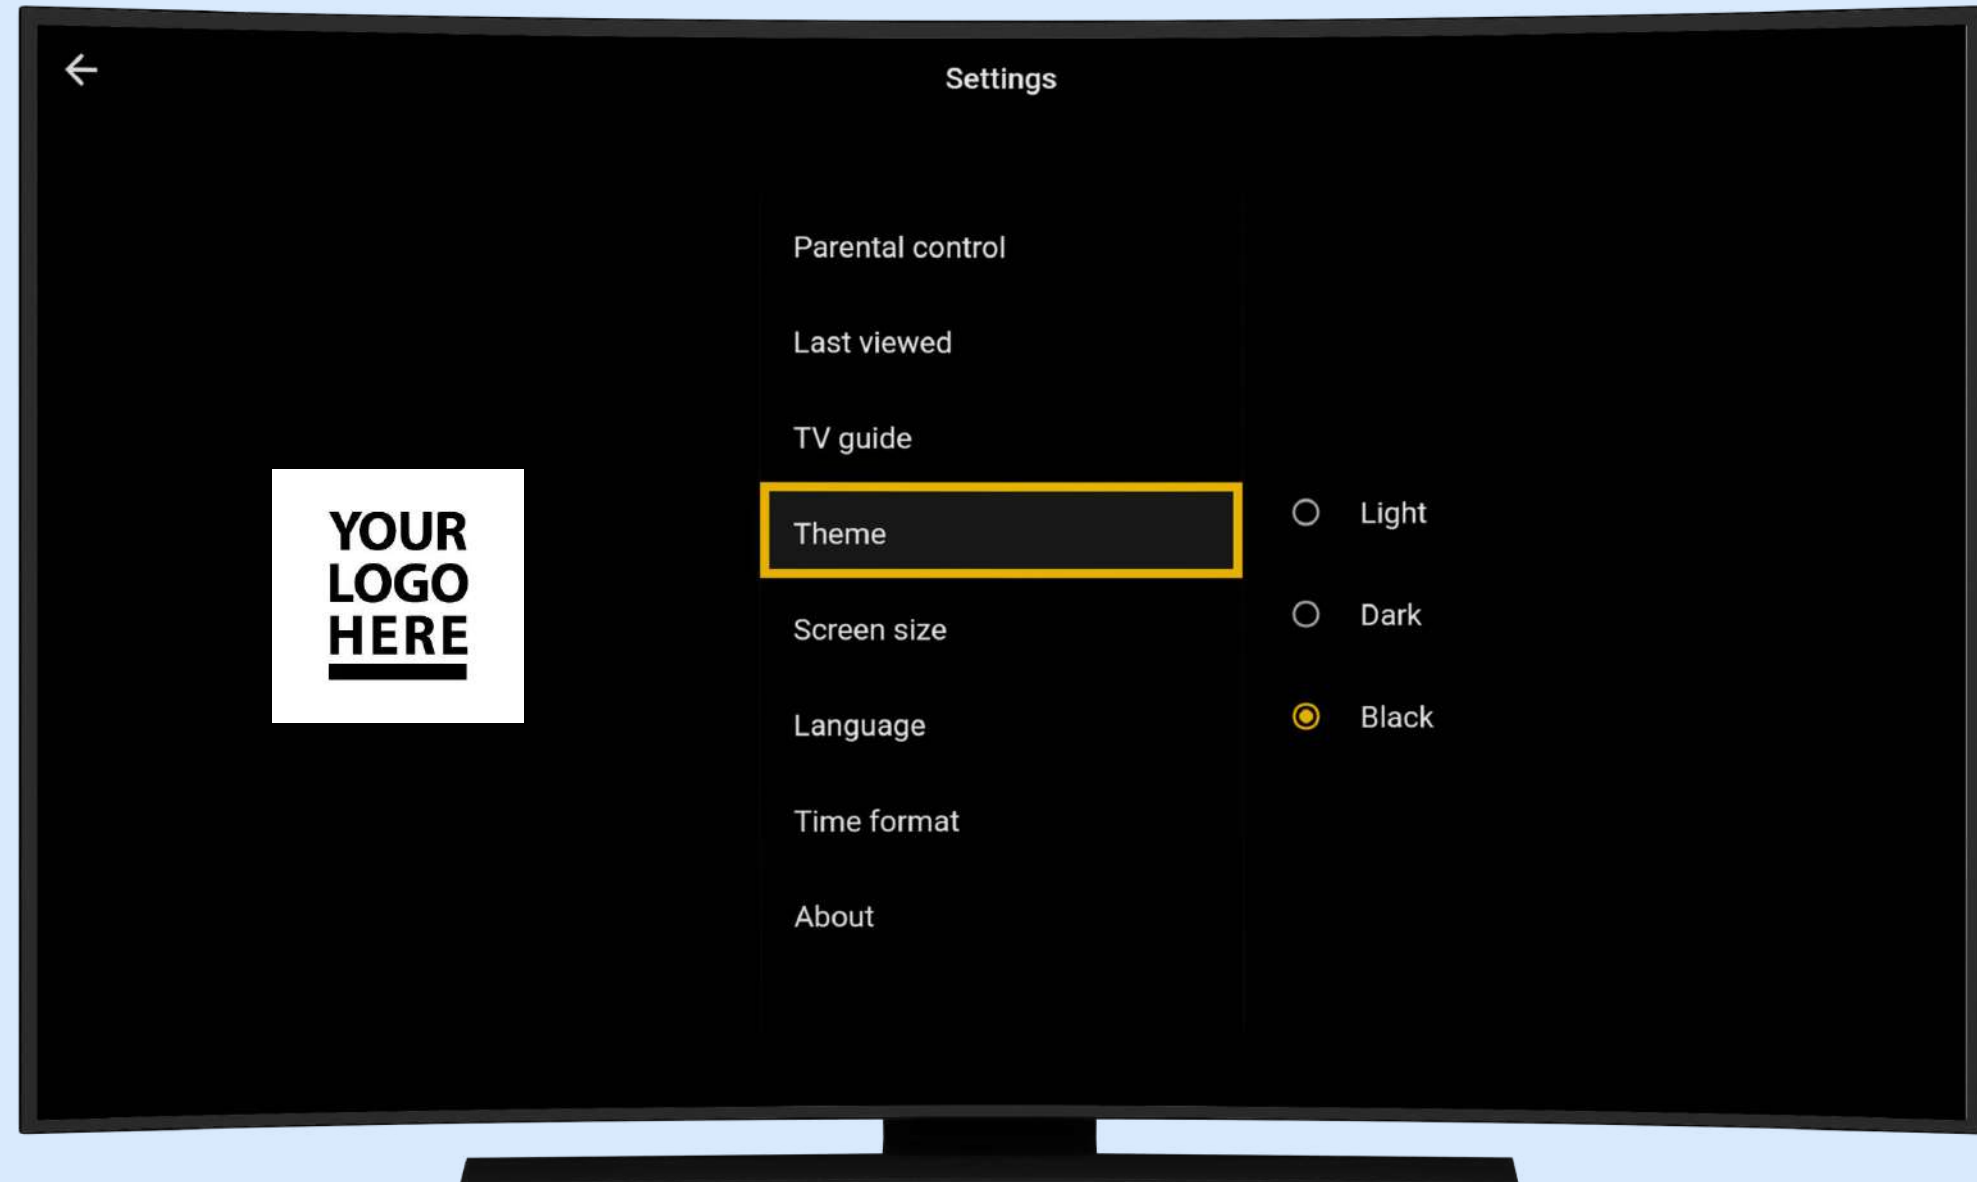 Settings
Parental control
Last viewed
TV guide
Theme
Screen size
Language
Time format
About
YOUR
LOGO
HERE
Light
Dark
Black